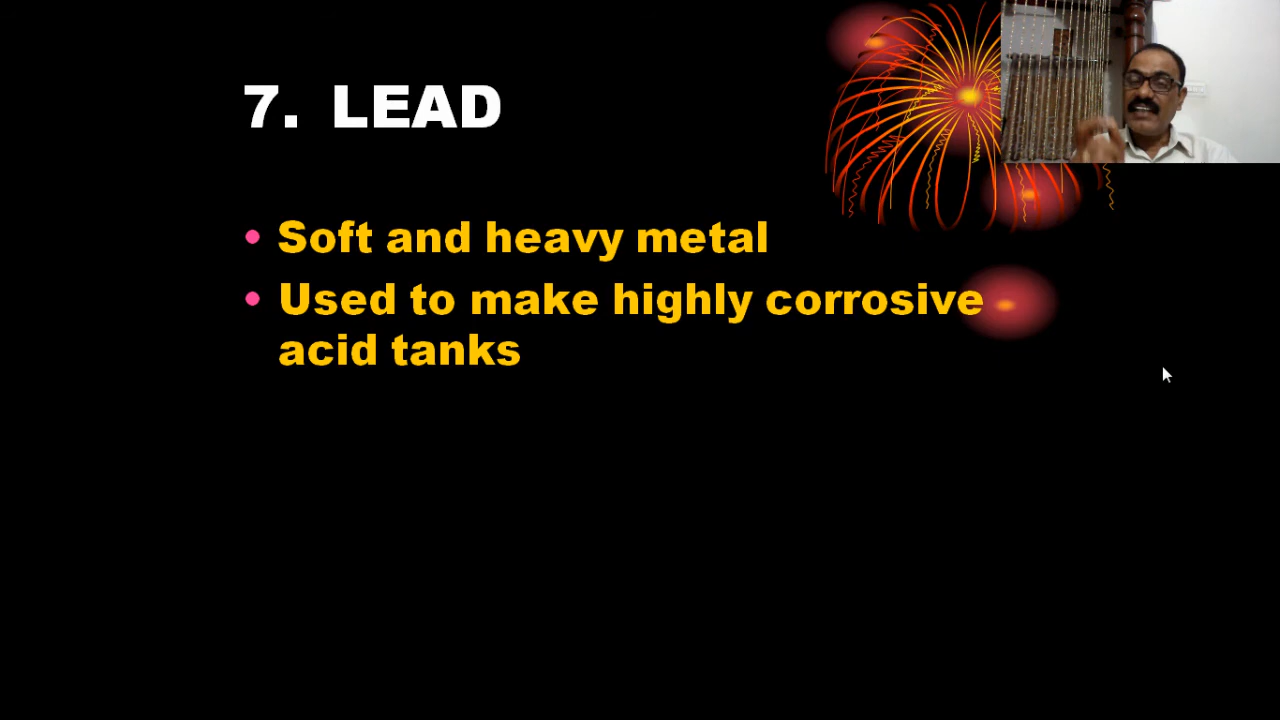 7. LEAD
• Soft and heavy metal
• Used to make highly corrosive
acid tanks